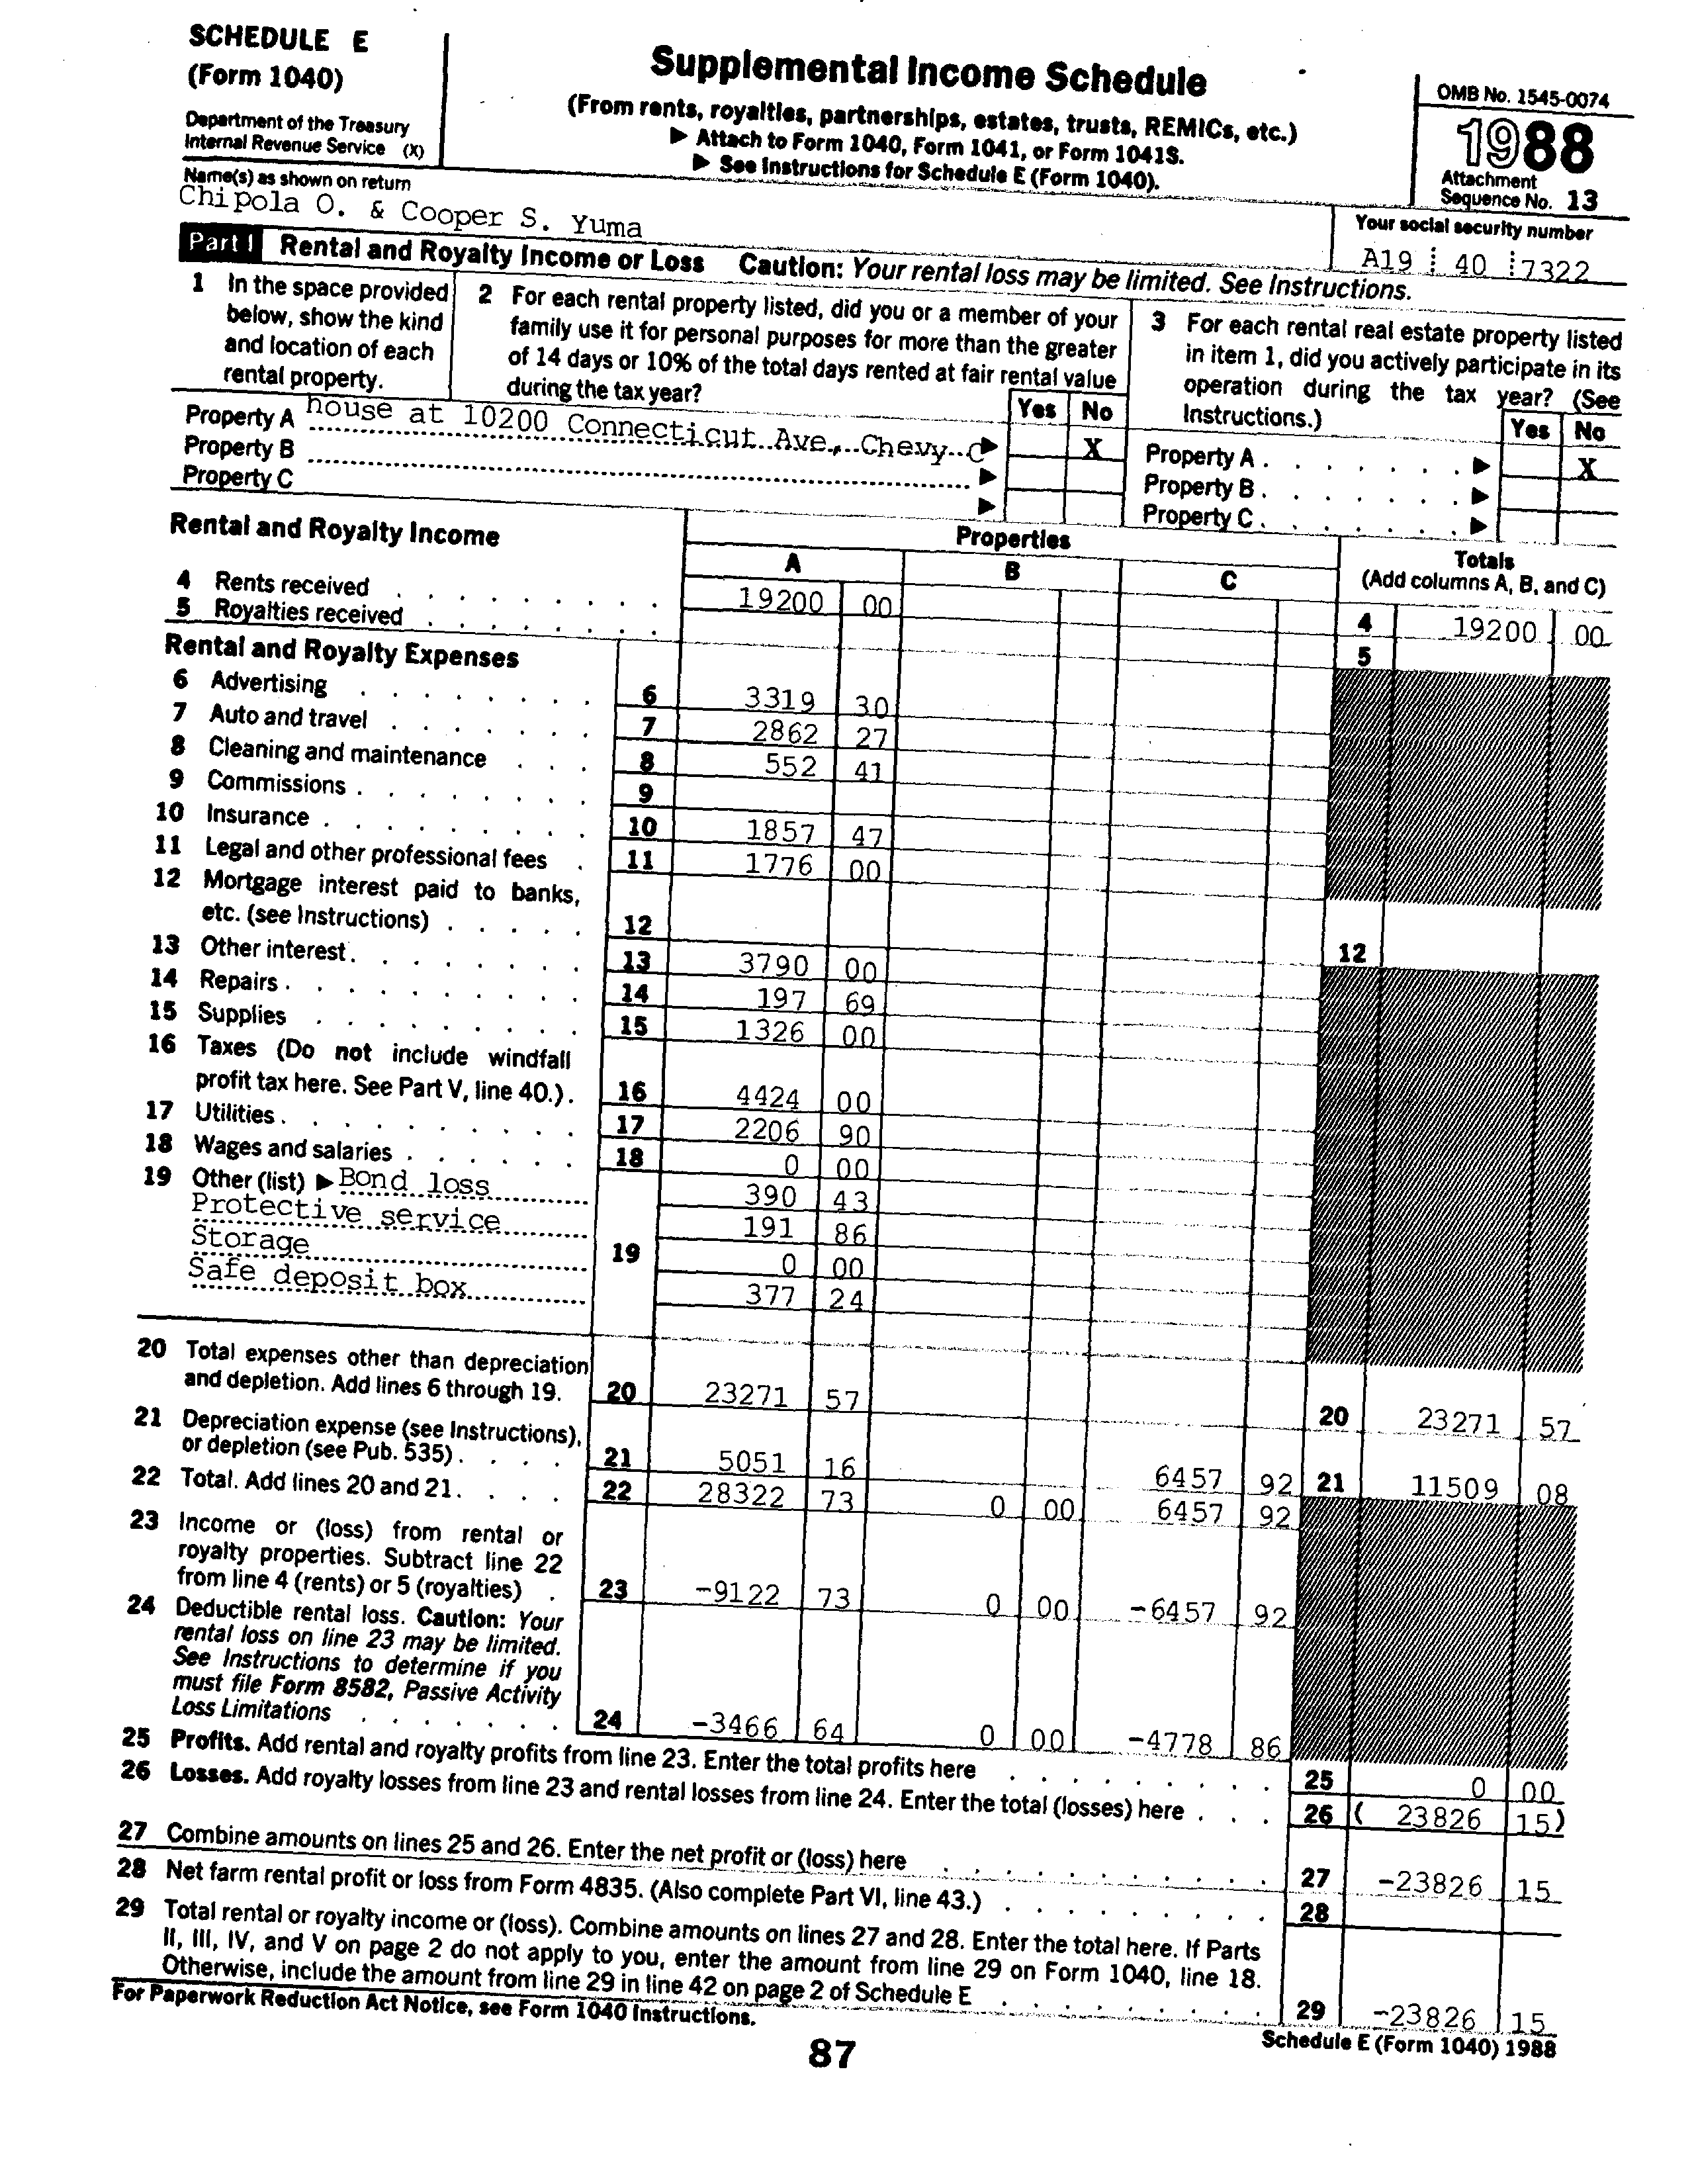 SCHEDULE E
(Form 1040)
Department of the Treasury
Internal Revenue Service (X)
Supplemental Income Schedule
(From rents, royalties, partnerships, estates, trusts, REMICs, etc.)
▶ Attach to Form 1040, Form 1041, or Form 1041S.
▶ See Instructions for Schedule E (Form 1040).
OMB No. 1545-0074
1988
Attachment
Sequence No. 13
Name(s) as shown on return
Chipola O. & Cooper S. Yuma
Your social security number
A19 40 7322
Part I Rental and Royalty Income or Loss Caution: Your rental loss may be limited. See Instructions.
1 In the space provided
below, show the kind
and location of each
rental property.
2 For each rental property listed, did you or a member of your
family use it for personal purposes for more than the greater
of 14 days or 10% of the total days rented at fair rental value
during the tax year?
Yes No
3 For each rental real estate property listed
in item 1, did you actively participate in its
operation during the tax year? (See
Instructions.)
Yes No
Property A house at 10200 Connecticut Ave., Chevy C ▶ X
Property B ▶
Property C ▶
Property A . . . . . . . ▶ X
Property B . . . . . . . ▶
Property C . . . . . . . ▶
Rental and Royalty Income
Properties
A B C
Totals
(Add columns A, B, and C)
4 Rents received 19200 00 4 19200 00
5 Royalties received 5
Rental and Royalty Expenses
6 Advertising 6 3319 30
7 Auto and travel 7 2862 27
8 Cleaning and maintenance 8 552 41
9 Commissions 9
10 Insurance 10 1857 47
11 Legal and other professional fees 11 1776 00
12 Mortgage interest paid to banks,
etc. (see Instructions) 12 12
13 Other interest 13 3790 00
14 Repairs 14 197 69
15 Supplies 15 1326 00
16 Taxes (Do not include windfall
profit tax here. See Part V, line 40.) 16 4424 00
17 Utilities 17 2206 90
18 Wages and salaries 18 0 00
19 Other (list) ▶ Bond loss 390 43
Protective service 191 86
Storage 19 0 00
Safe deposit box 377 24
20 Total expenses other than depreciation
and depletion. Add lines 6 through 19. 20 23271 57 20 23271 57
21 Depreciation expense (see Instructions),
or depletion (see Pub. 535) 21 5051 16 6457 92 21 11509 08
22 Total. Add lines 20 and 21 22 28322 73 0 00 6457 92
23 Income or (loss) from rental or
royalty properties. Subtract line 22
from line 4 (rents) or 5 (royalties) 23 -9122 73 0 00 -6457 92
24 Deductible rental loss. Caution: Your
rental loss on line 23 may be limited.
See Instructions to determine if you
must file Form 8582, Passive Activity
Loss Limitations 24 -3466 64 0 00 -4778 86
25 Profits. Add rental and royalty profits from line 23. Enter the total profits here 25 0 00
26 Losses. Add royalty losses from line 23 and rental losses from line 24. Enter the total (losses) here 26 ( 23826 15)
27 Combine amounts on lines 25 and 26. Enter the net profit or (loss) here 27 -23826 15
28 Net farm rental profit or loss from Form 4835. (Also complete Part VI, line 43.) 28
29 Total rental or royalty income or (loss). Combine amounts on lines 27 and 28. Enter the total here. If Parts
II, III, IV, and V on page 2 do not apply to you, enter the amount from line 29 on Form 1040, line 18.
Otherwise, include the amount from line 29 in line 42 on page 2 of Schedule E 29 -23826 15
For Paperwork Reduction Act Notice, see Form 1040 Instructions.
Schedule E (Form 1040) 1988
87